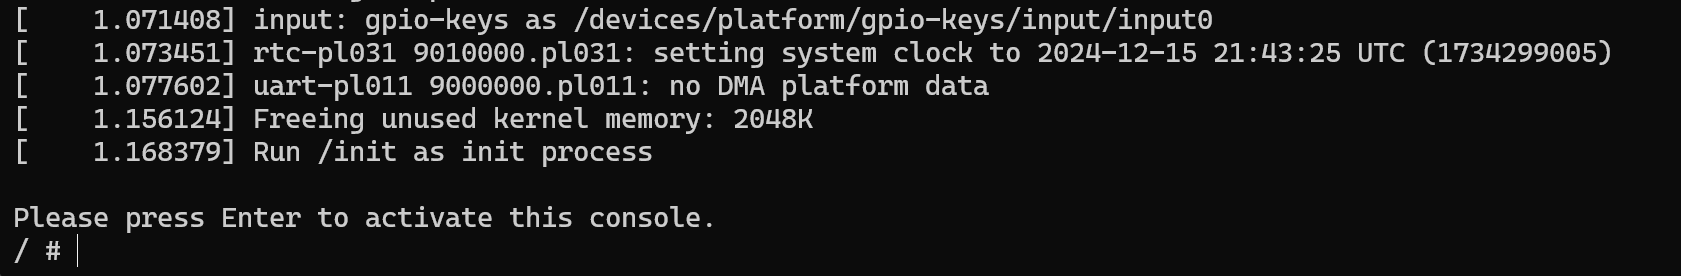 [    1.071408] input: gpio-keys as /devices/platform/gpio-keys/input/input0
[    1.073451] rtc-pl031 9010000.pl031: setting system clock to 2024-12-15 21:43:25 UTC (1734299005)
[    1.077602] uart-pl011 9000000.pl011: no DMA platform data
[    1.156124] Freeing unused kernel memory: 2048K
[    1.168379] Run /init as init process

Please press Enter to activate this console.
/ #